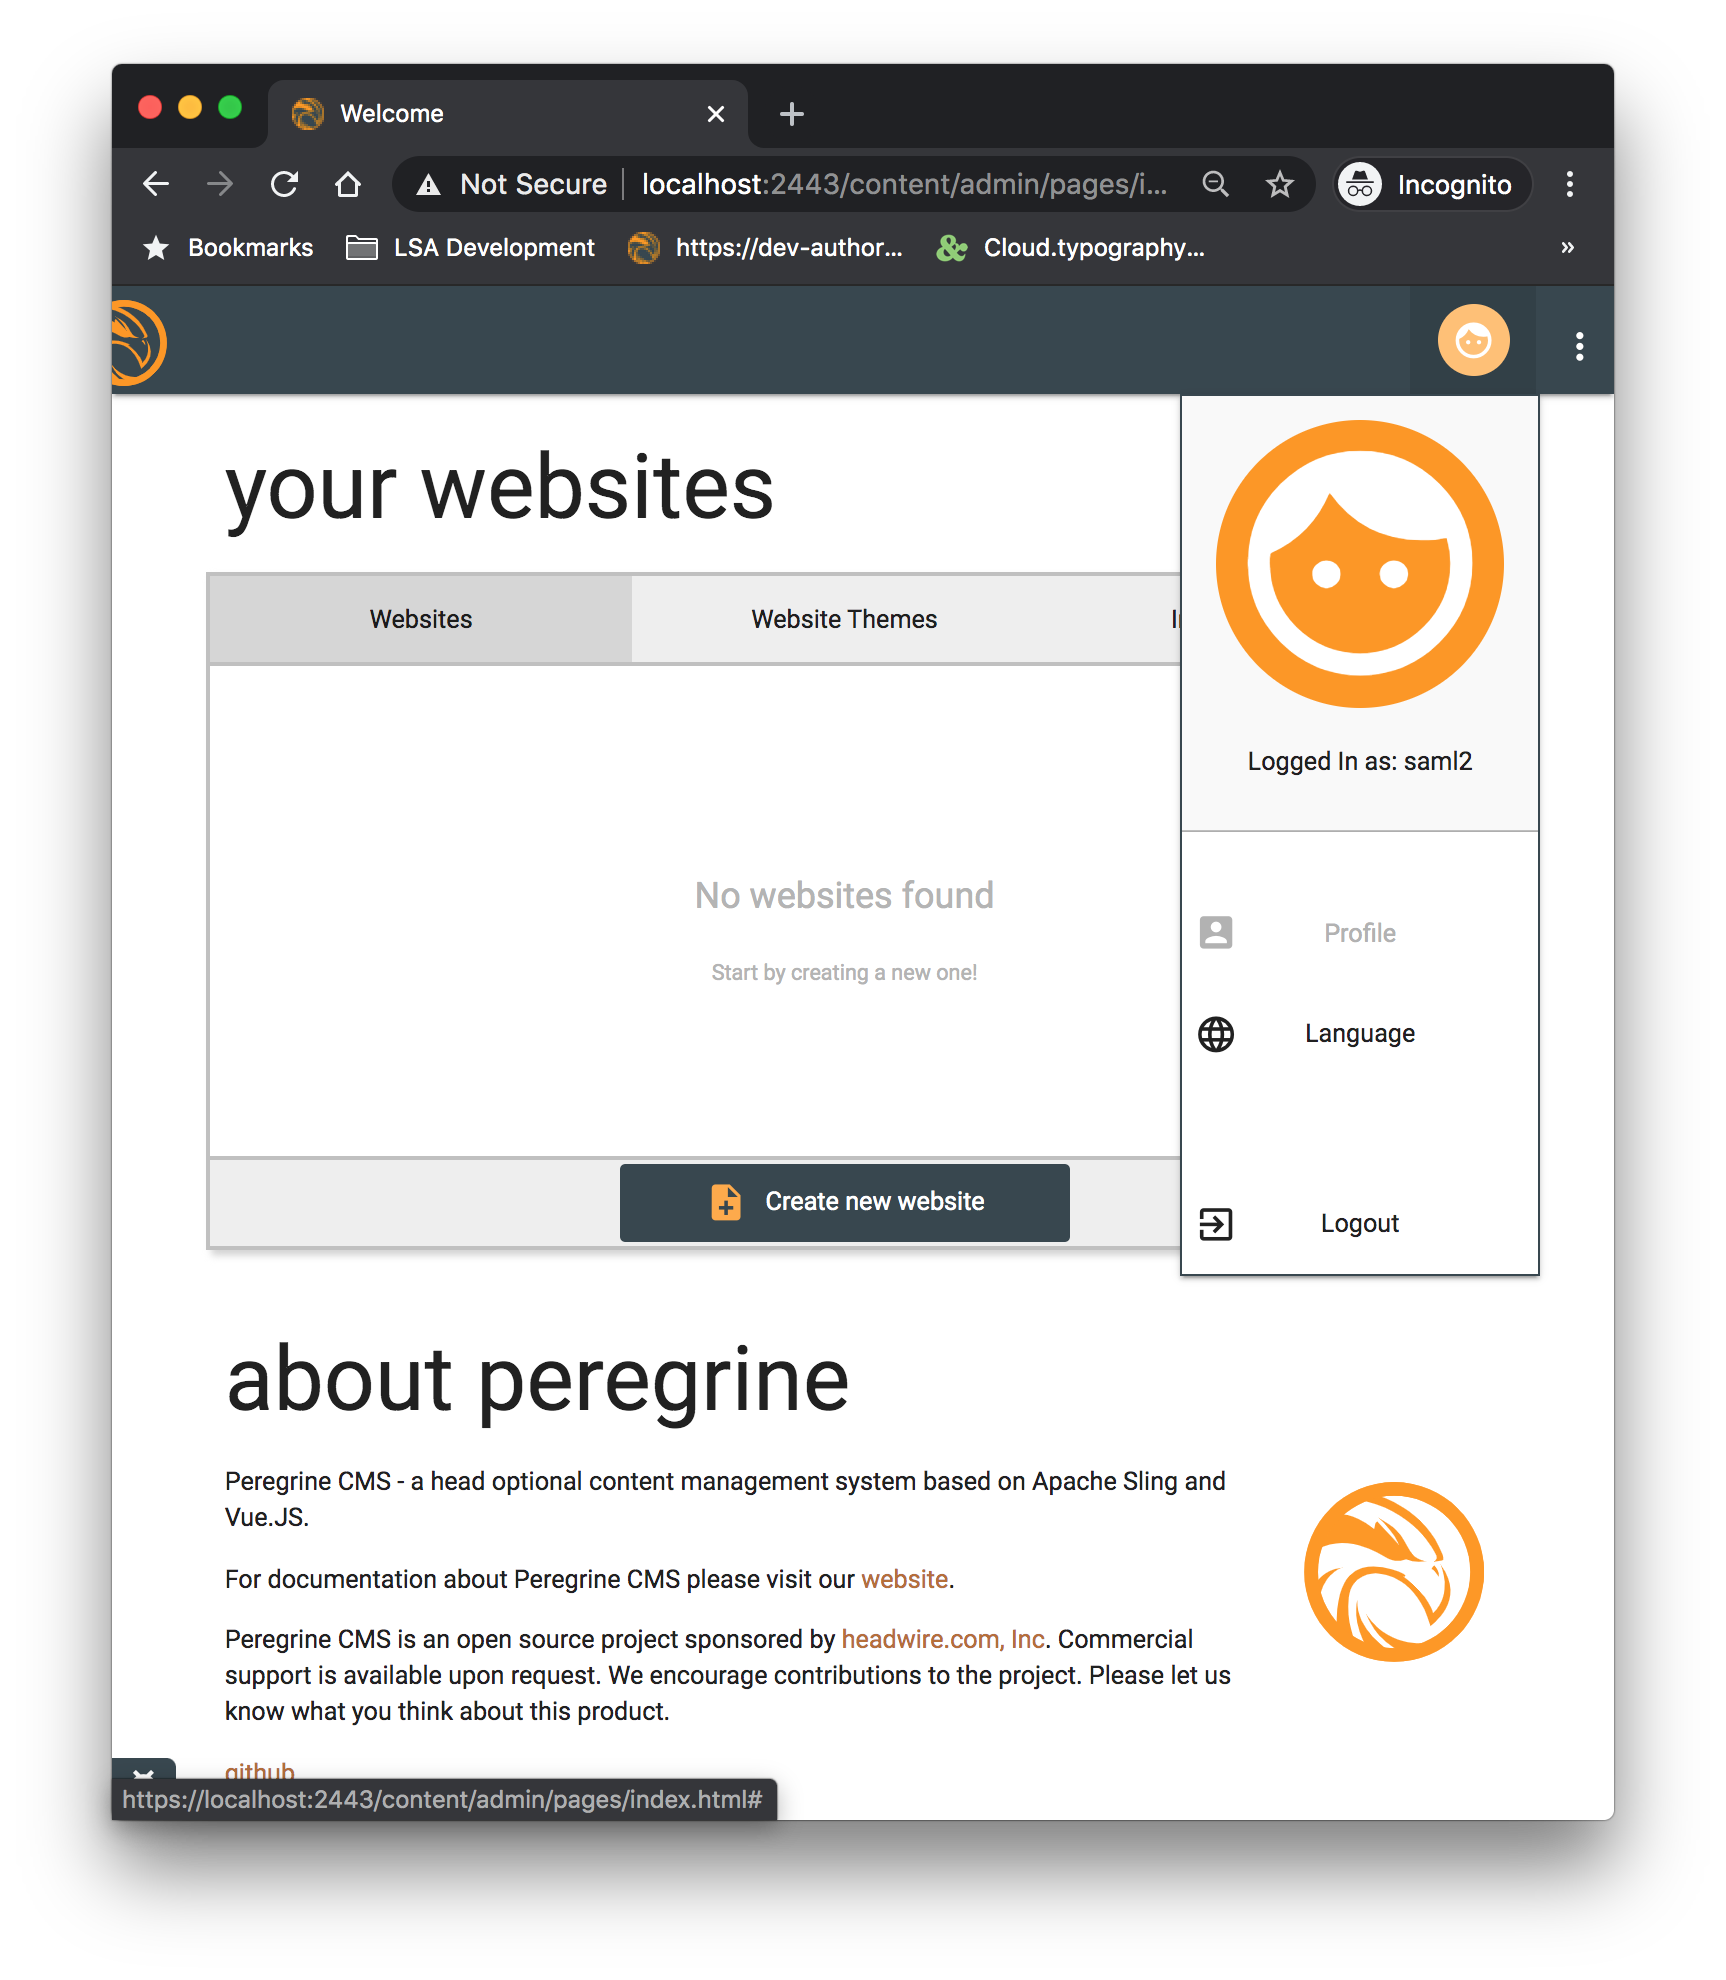 Welcome
Not Secure localhost:2443/content/admin/pages/i... Incognito
Bookmarks LSA Development https://dev-author... Cloud.typography... »
your websites
Websites Website Themes
Logged In as: saml2
No websites found
Profile
Start by creating a new one!
Language
Create new website
Logout
about peregrine
Peregrine CMS - a head optional content management system based on Apache Sling and
Vue.JS.
For documentation about Peregrine CMS please visit our website.
Peregrine CMS is an open source project sponsored by headwire.com, Inc. Commercial
support is available upon request. We encourage contributions to the project. Please let us
know what you think about this product.
github
https://localhost:2443/content/admin/pages/index.html#